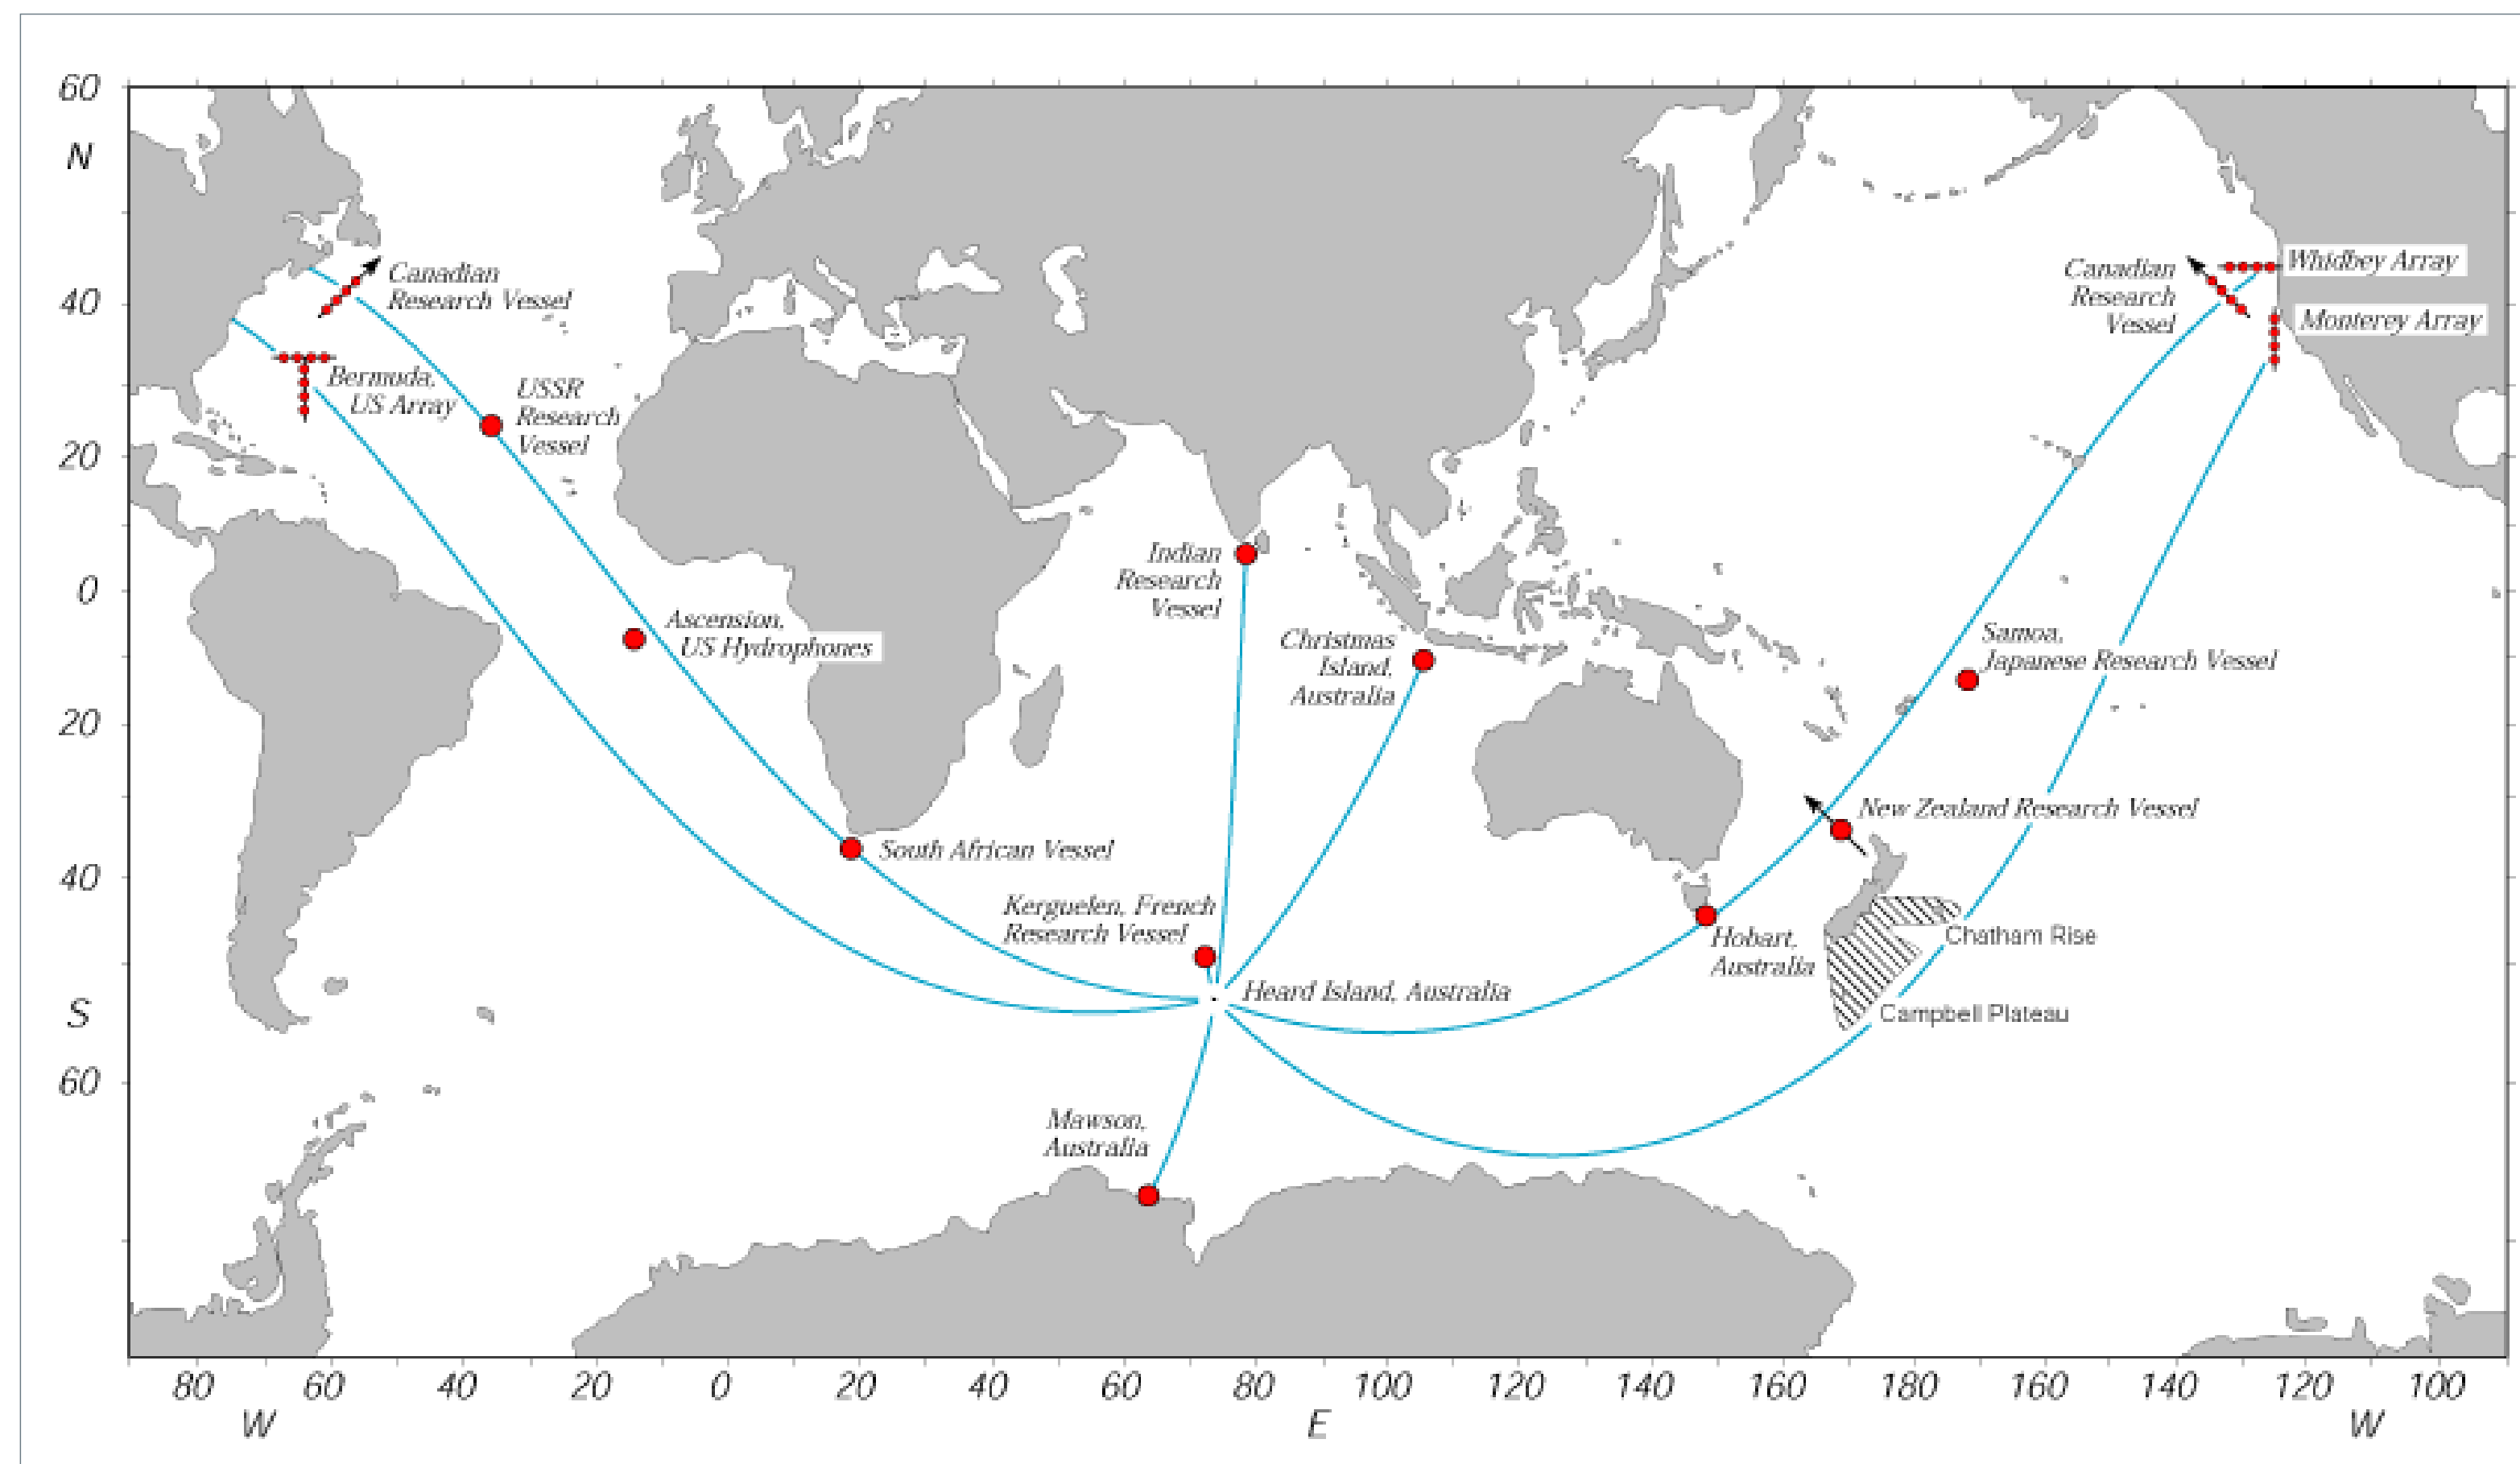 60
N
40
20
0
20
40
S
60
Canadian
Research Vessel
Bermuda,
US Array
USSR
Research
Vessel
Ascension,
US Hydrophones
South African Vessel
Kerguelen, French
Research Vessel
Indian
Research
Vessel
Christmas
Island,
Australia
Heard Island, Australia
Mawson,
Australia
Hobart,
Australia
Canadian
Research
Vessel
Whidbey Array
Monterey Array
Samoa,
Japanese Research Vessel
New Zealand Research Vessel
Chatham Rise
Campbell Plateau
80 60 40 20 0 20 40 60 80 100 120 140 160 180 160 140 120 100
W E W